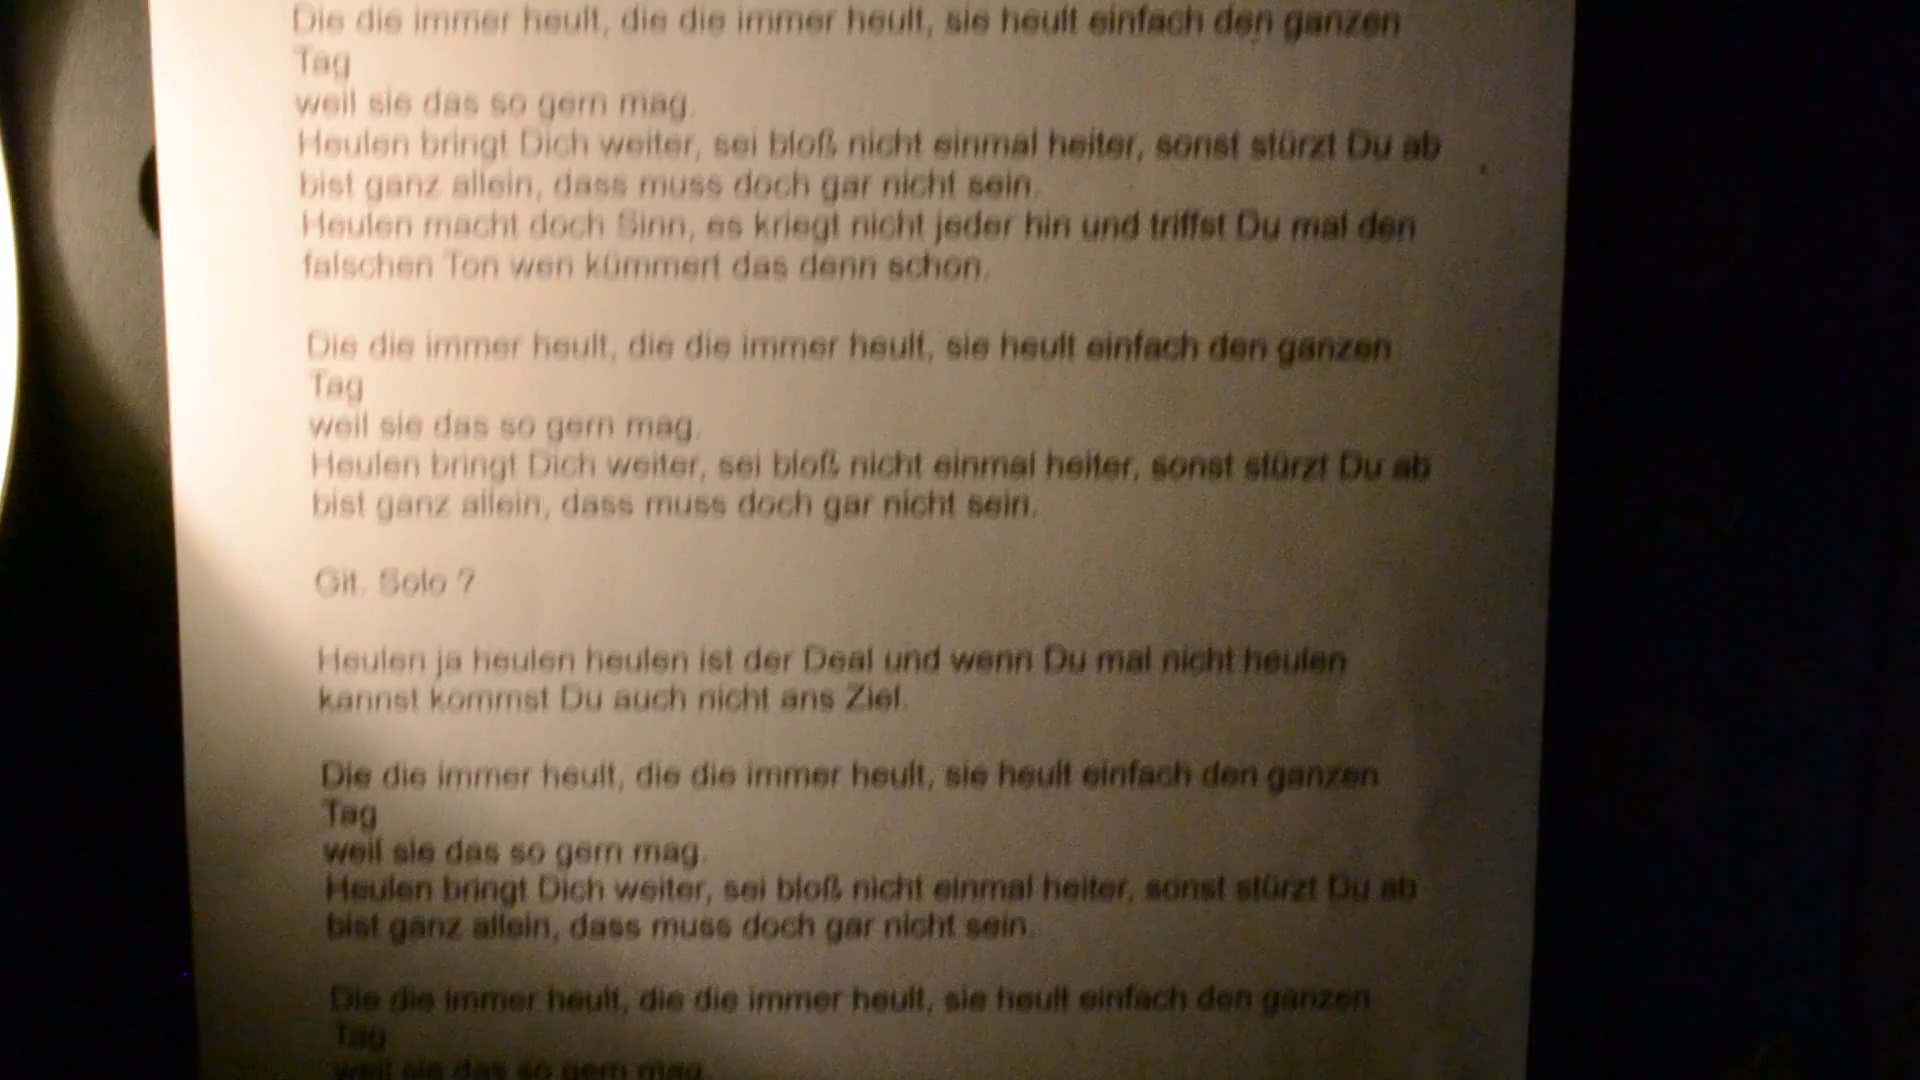 Die die immer heult, die die immer heult, sie heult einfach den ganzen
Tag
weil sie das so gern mag.
Heulen bringt Dich weiter, sei bloß nicht einmal heiter, sonst stürzt Du ab
bist ganz allein, dass muss doch gar nicht sein.
Heulen macht doch Sinn, es kriegt nicht jeder hin und triffst Du mal den
falschen Ton wen kümmert das denn schon.
Die die immer heult, die die immer heult, sie heult einfach den ganzen
Tag
weil sie das so gern mag.
Heulen bringt Dich weiter, sei bloß nicht einmal heiter, sonst stürzt Du ab
bist ganz allein, dass muss doch gar nicht sein.
Git. Solo ?
Heulen ja heulen heulen ist der Deal und wenn Du mal nicht heulen
kannst kommst Du auch nicht ans Ziel.
Die die immer heult, die die immer heult, sie heult einfach den ganzen
Tag
weil sie das so gern mag.
Heulen bringt Dich weiter, sei bloß nicht einmal heiter, sonst stürzt Du ab
bist ganz allein, dass muss doch gar nicht sein.
Die die immer heult, die die immer heult, sie heult einfach den ganzen
Tag
weil sie das so gern mag.